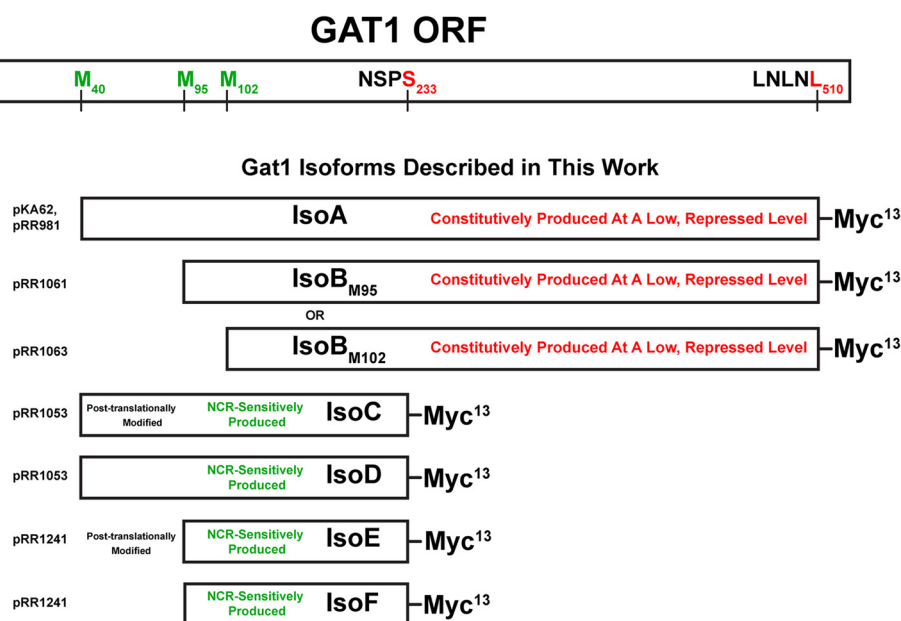 GAT1 ORF
M40 M95 M102 NSPS233 LNLNL510
Gat1 Isoforms Described in This Work
pKA62,
pRR981
IsoA Constitutively Produced At A Low, Repressed Level Myc13
pRR1061 IsoBM95 Constitutively Produced At A Low, Repressed Level Myc13
OR
pRR1063 IsoBM102 Constitutively Produced At A Low, Repressed Level Myc13
pRR1053 Post-translationally Modified NCR-Sensitively Produced IsoC Myc13
pRR1053 NCR-Sensitively Produced IsoD Myc13
pRR1241 Post-translationally Modified NCR-Sensitively Produced IsoE Myc13
pRR1241 NCR-Sensitively Produced IsoF Myc13